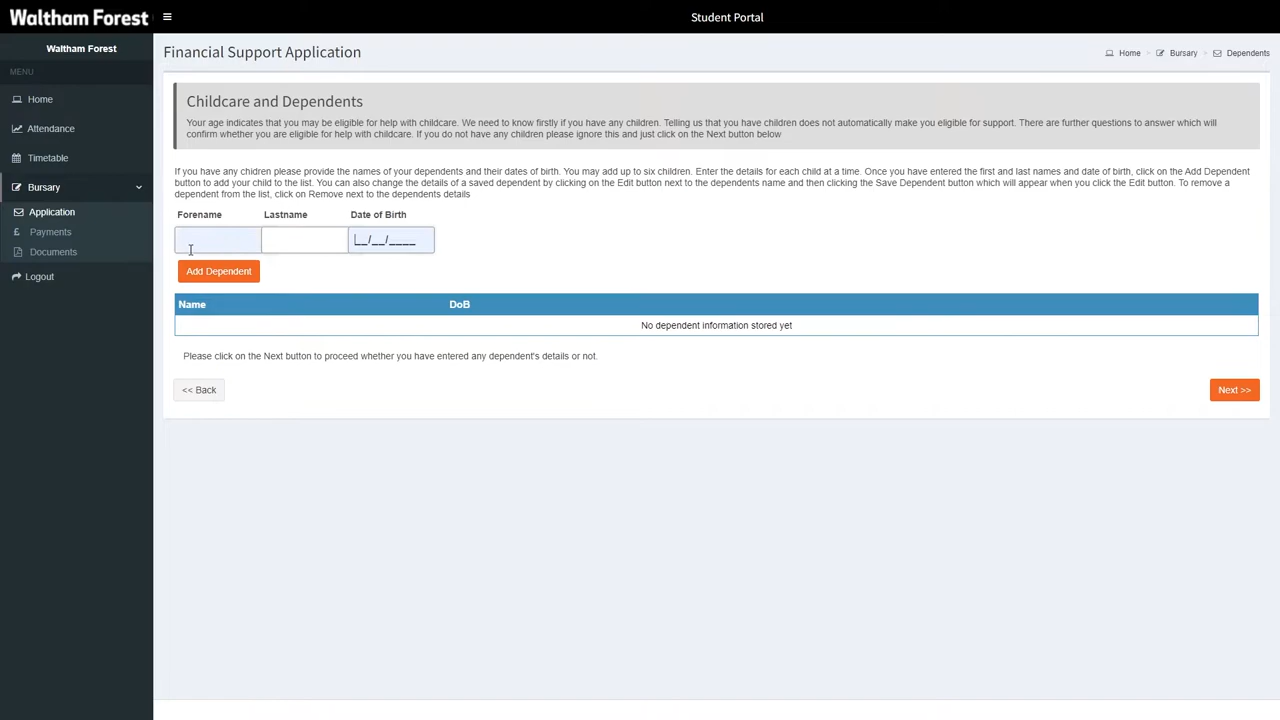 Waltham Forest
Student Portal
Waltham Forest
MENU
Home
Attendance
Timetable
Bursary
Application
£ Payments
Documents
Logout
Financial Support Application
Home > Bursary > Dependents
Childcare and Dependents
Your age indicates that you may be eligible for help with childcare. We need to know firstly if you have any children. Telling us that you have children does not automatically make you eligible for support. There are further questions to answer which will
confirm whether you are eligible for help with childcare. If you do not have any children please ignore this and just click on the Next button below
If you have any chidren please provide the names of your dependents and their dates of birth. You may add up to six children. Enter the details for each child at a time. Once you have entered the first and last names and date of birth, click on the Add Dependent
button to add your child to the list. You can also change the details of a saved dependent by clicking on the Edit button next to the dependents name and then clicking the Save Dependent button which will appear when you click the Edit button. To remove a
dependent from the list, click on Remove next to the dependents details
Forename Lastname Date of Birth
__/__/____
Add Dependent
Name DoB
No dependent information stored yet
Please click on the Next button to proceed whether you have entered any dependent's details or not.
<< Back
Next >>